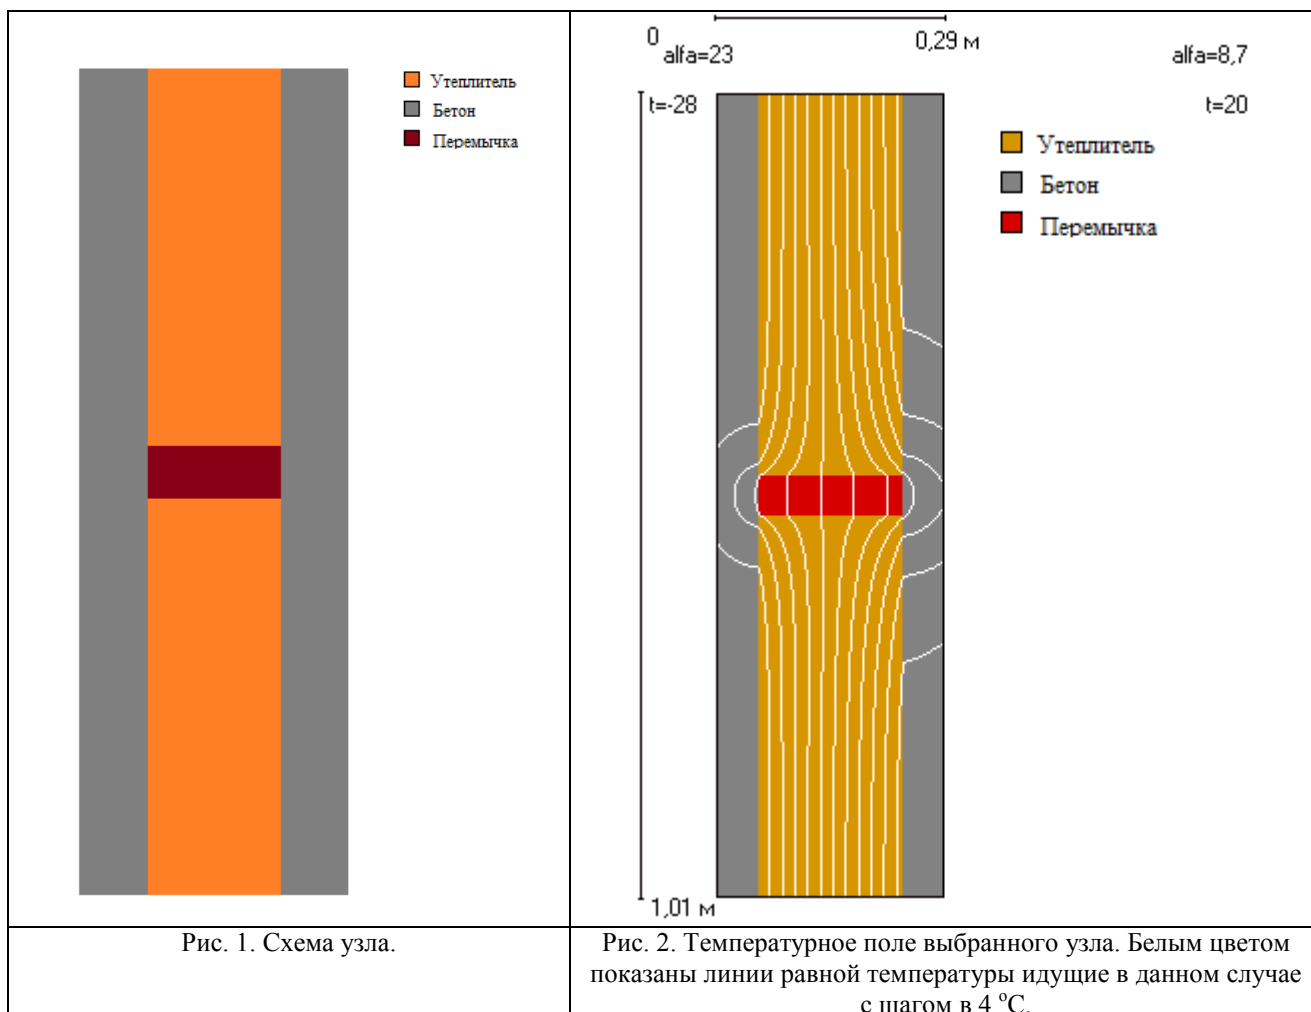 Утеплитель
Бетон
Перемычка
0
0,29 м
alfa=23
alfa=8,7
t=-28
t=20
Утеплитель
Бетон
Перемычка
1,01 м
Рис. 1. Схема узла.
Рис. 2. Температурное поле выбранного узла. Белым цветом
показаны линии равной температуры идущие в данном случае
с шагом в 4 °С.